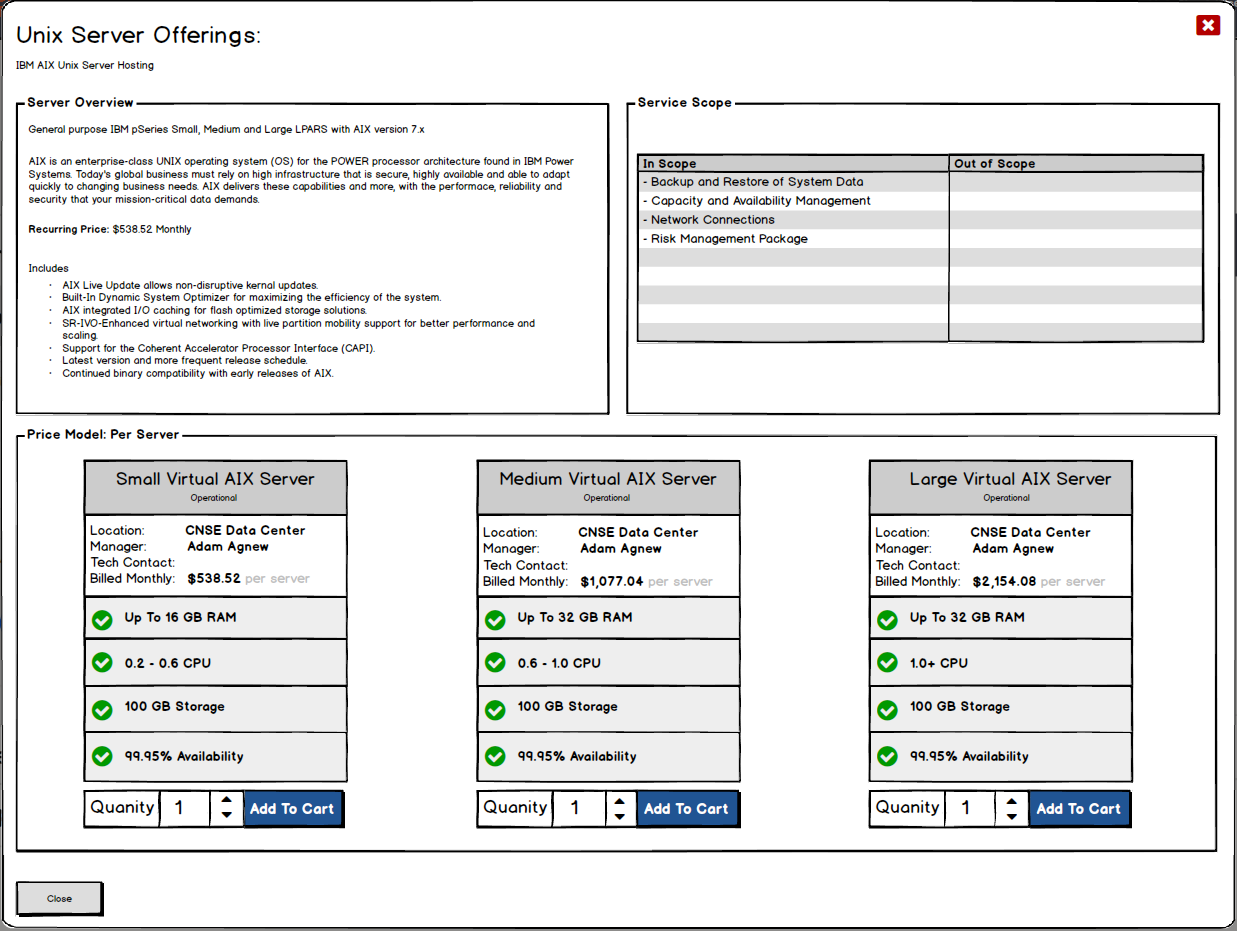 Unix Server Offerings:
IBM AIX Unix Server Hosting
Server Overview
General purpose IBM pSeries Small, Medium and Large LPARS with AIX version 7.x
AIX is an enterprise-class UNIX operating system (OS) for the POWER processor architecture found in IBM Power
Systems. Today's global business must rely on high infrastructure that is secure, highly available and able to adapt
quickly to changing business needs. AIX delivers these capabilities and more, with the performace, reliability and
security that your mission-critical data demands.
Recurring Price: $538.52 Monthly
Includes
· AIX Live Update allows non-disruptive kernal updates.
· Built-In Dynamic System Optimizer for maximizing the efficiency of the system.
· AIX integrated I/O caching for flash optimized storage solutions.
· SR-IVO-Enhanced virtual networking with live partition mobility support for better performance and
scaling.
· Support for the Coherent Accelerator Processor Interface (CAPI).
· Latest version and more frequent release schedule.
· Continued binary compatibility with early releases of AIX.
Service Scope
In Scope Out of Scope
- Backup and Restore of System Data
- Capacity and Availability Management
- Network Connections
- Risk Management Package
Price Model: Per Server
Small Virtual AIX Server
Operational
Location: CNSE Data Center
Manager: Adam Agnew
Tech Contact:
Billed Monthly: $538.52 per server
Up To 16 GB RAM
0.2 - 0.6 CPU
100 GB Storage
99.95% Availability
Quanity 1 Add To Cart
Medium Virtual AIX Server
Operational
Location: CNSE Data Center
Manager: Adam Agnew
Tech Contact:
Billed Monthly: $1,077.04 per server
Up To 32 GB RAM
0.6 - 1.0 CPU
100 GB Storage
99.95% Availability
Quanity 1 Add To Cart
Large Virtual AIX Server
Operational
Location: CNSE Data Center
Manager: Adam Agnew
Tech Contact:
Billed Monthly: $2,154.08 per server
Up To 32 GB RAM
1.0+ CPU
100 GB Storage
99.95% Availability
Quanity 1 Add To Cart
Close